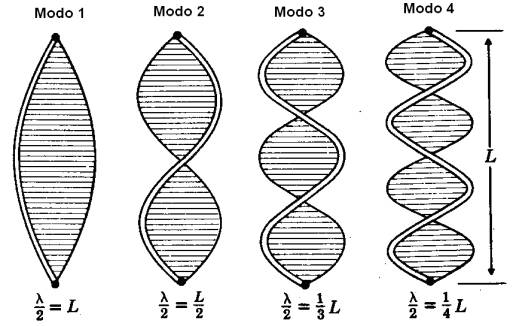 Modo 1 Modo 2 Modo 3 Modo 4
L
λ/2 = L λ/2 = L/2 λ/2 = 1/3 L λ/2 = 1/4 L